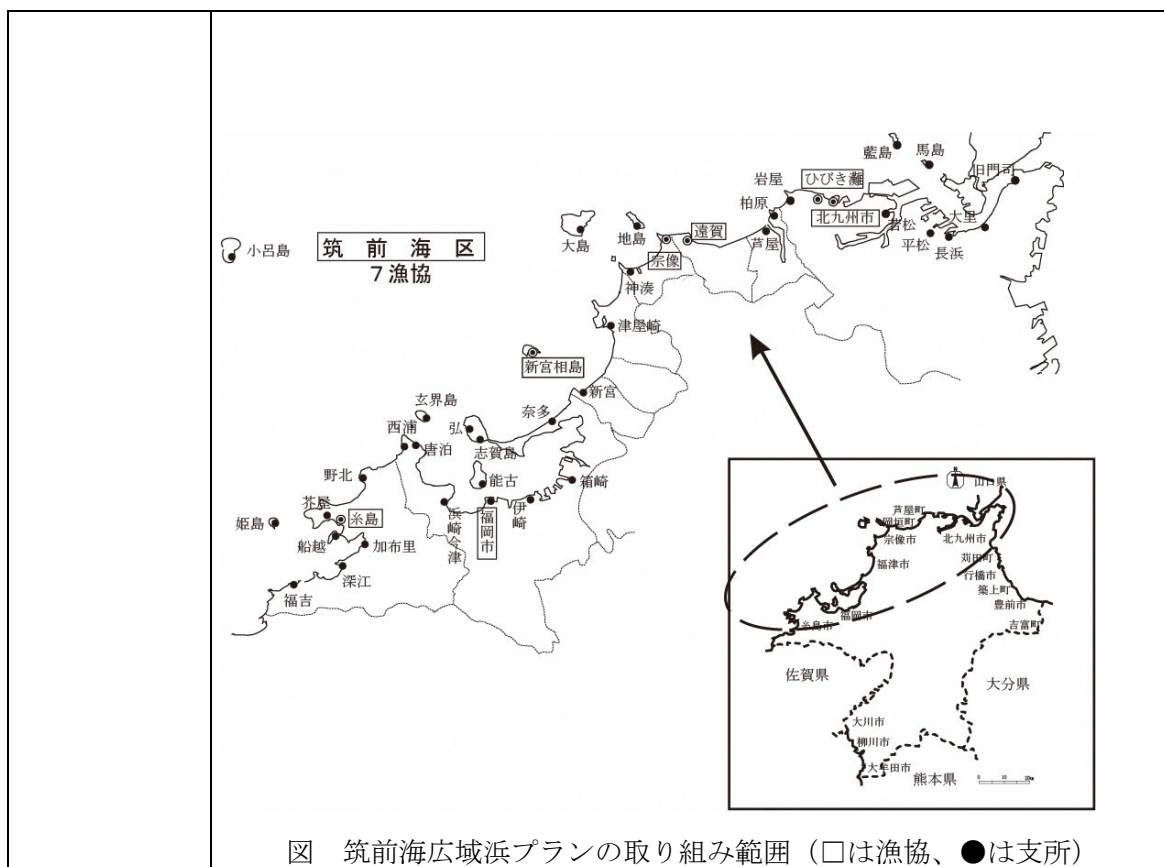 藍島
馬島
旧門司
岩屋
ひびき灘
柏原
北九州市
若松
大里
平松
長浜
芦屋
遠賀
地島
大島
宗像
神湊
小呂島
筑前海区
7漁協
津屋崎
新宮相島
新宮
奈多
玄界島
西浦
唐泊
弘
志賀島
能古
箱崎
野北
芥屋
糸島
姫島
船越
加布里
浜崎今津
福岡市
伊崎
深江
福吉
N
山口県
芦屋町
岡垣町
宗像市
北九州市
苅田町
行橋市
福津市
築上町
豊前市
吉富町
福岡市
糸島市
佐賀県
大分県
大川市
柳川市
大牟田市
熊本県
0 10 20km
図 筑前海広域浜プランの取り組み範囲(□は漁協、●は支所)